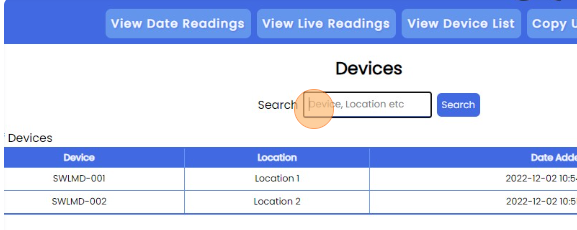 View Date Readings View Live Readings View Device List Copy
Devices
Search Device, Location etc Search
Devices
Device Location Date Adde
SWLMD-001 Location 1 2022-12-02 10:5
SWLMD-002 Location 2 2022-12-02 10:5